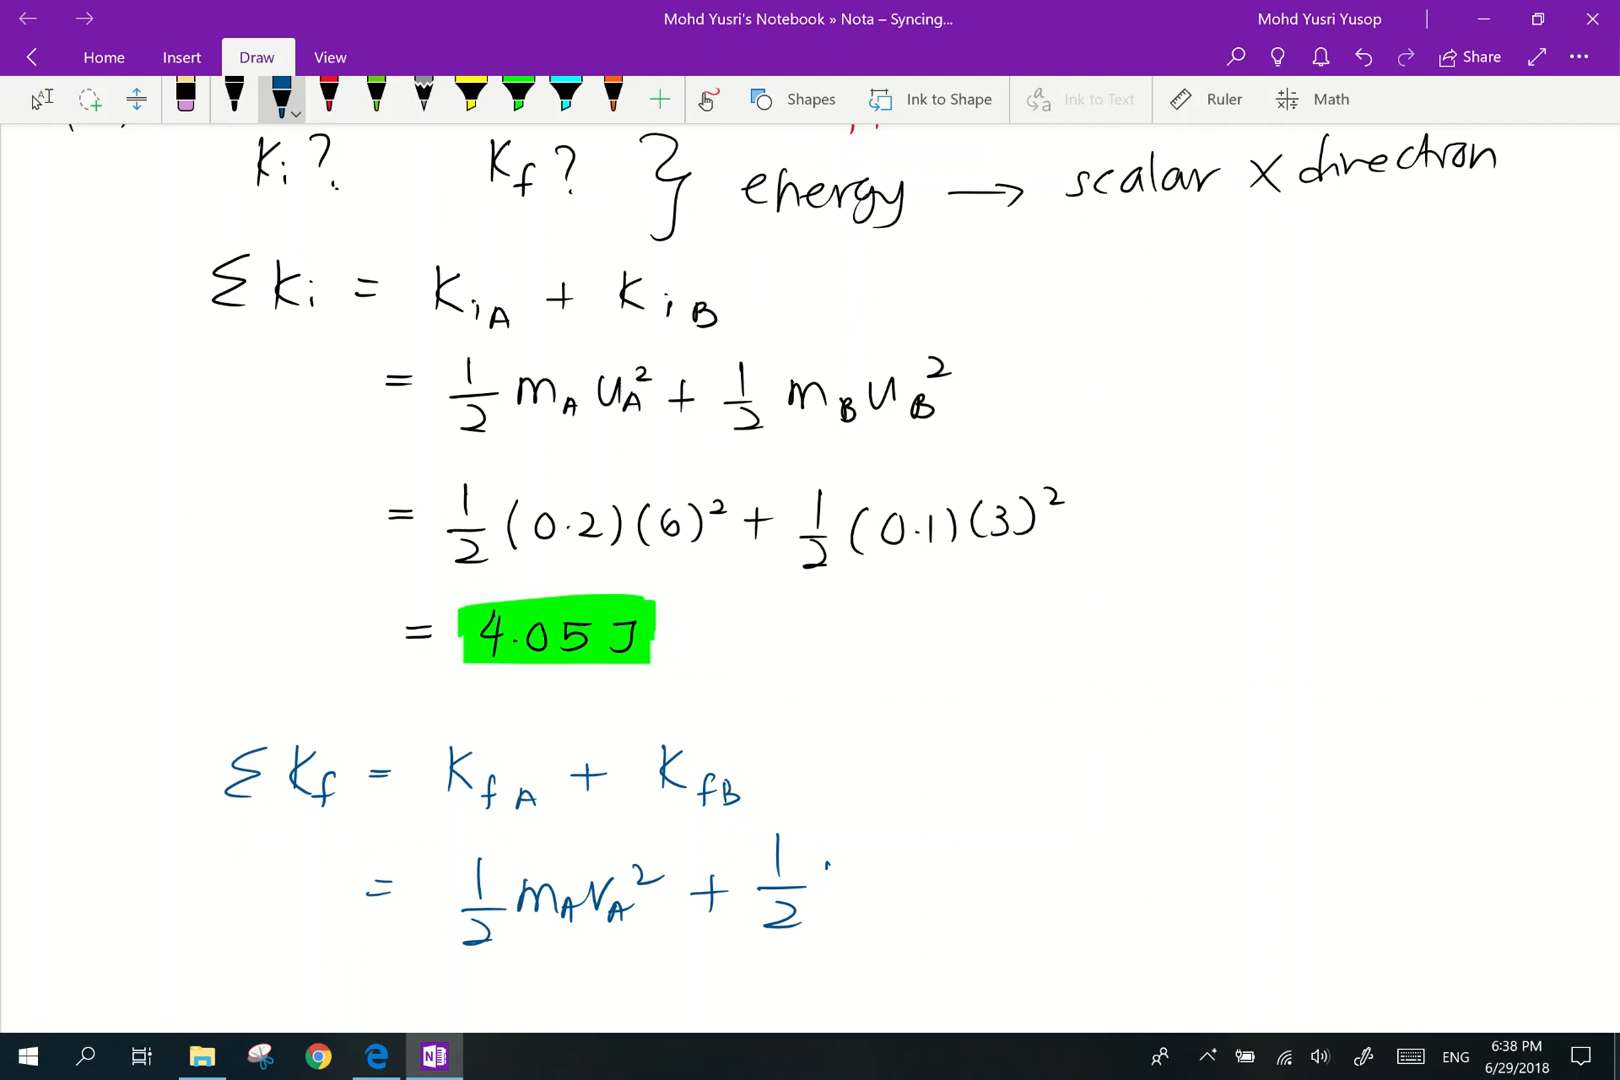 Mohd Yusri's Notebook » Nota – Syncing...
Mohd Yusri Yusop
Home Insert Draw View
Share
Shapes Ink to Shape Ink to Text Ruler Math
Ki? Kf? } energy → scalar X direction
Σ Ki = KiA + KiB
= 1/2 mA uA² + 1/2 mB uB²
= 1/2 (0.2)(6)² + 1/2 (0.1)(3)²
= 4.05 J
Σ Kf = KfA + KfB
= 1/2 mA vA² + 1/2
ENG
6:38 PM
6/29/2018